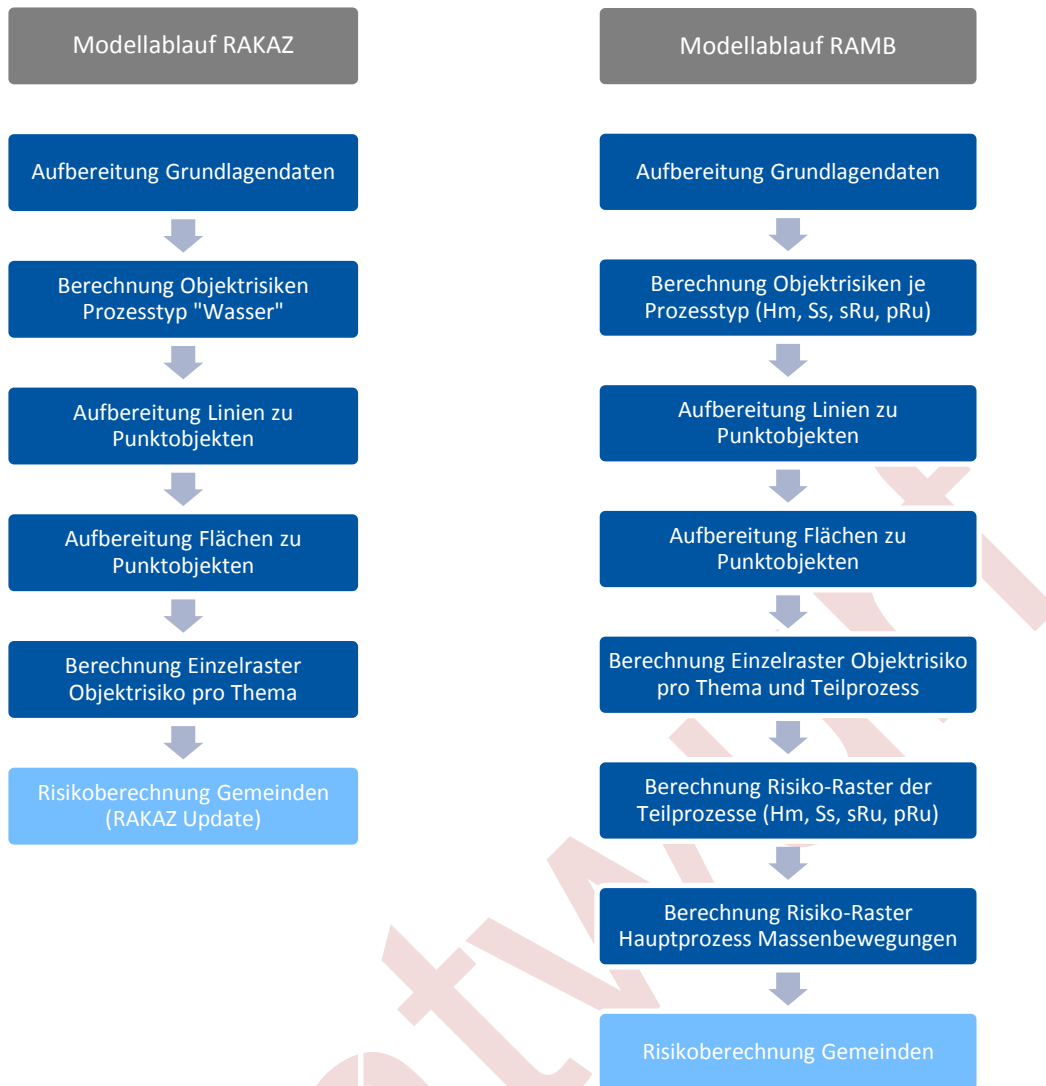 Modellablauf RAKAZ
Aufbereitung Grundlagendaten
Berechnung Objektrisiken
Prozesstyp "Wasser"
Aufbereitung Linien zu
Punktobjekten
Aufbereitung Flächen zu
Punktobjekten
Berechnung Einzelraster
Objektrisiko pro Thema
Risikoberechnung Gemeinden
(RAKAZ Update)
Modellablauf RAMB
Aufbereitung Grundlagendaten
Berechnung Objektrisiken je
Prozesstyp (Hm, Ss, sRu, pRu)
Aufbereitung Linien zu
Punktobjekten
Aufbereitung Flächen zu
Punktobjekten
Berechnung Einzelraster Objektrisiko
pro Thema und Teilprozess
Berechnung Risiko-Raster der
Teilprozesse (Hm, Ss, sRu, pRu)
Berechnung Risiko-Raster
Hauptprozess Massenbewegungen
Risikoberechnung Gemeinden